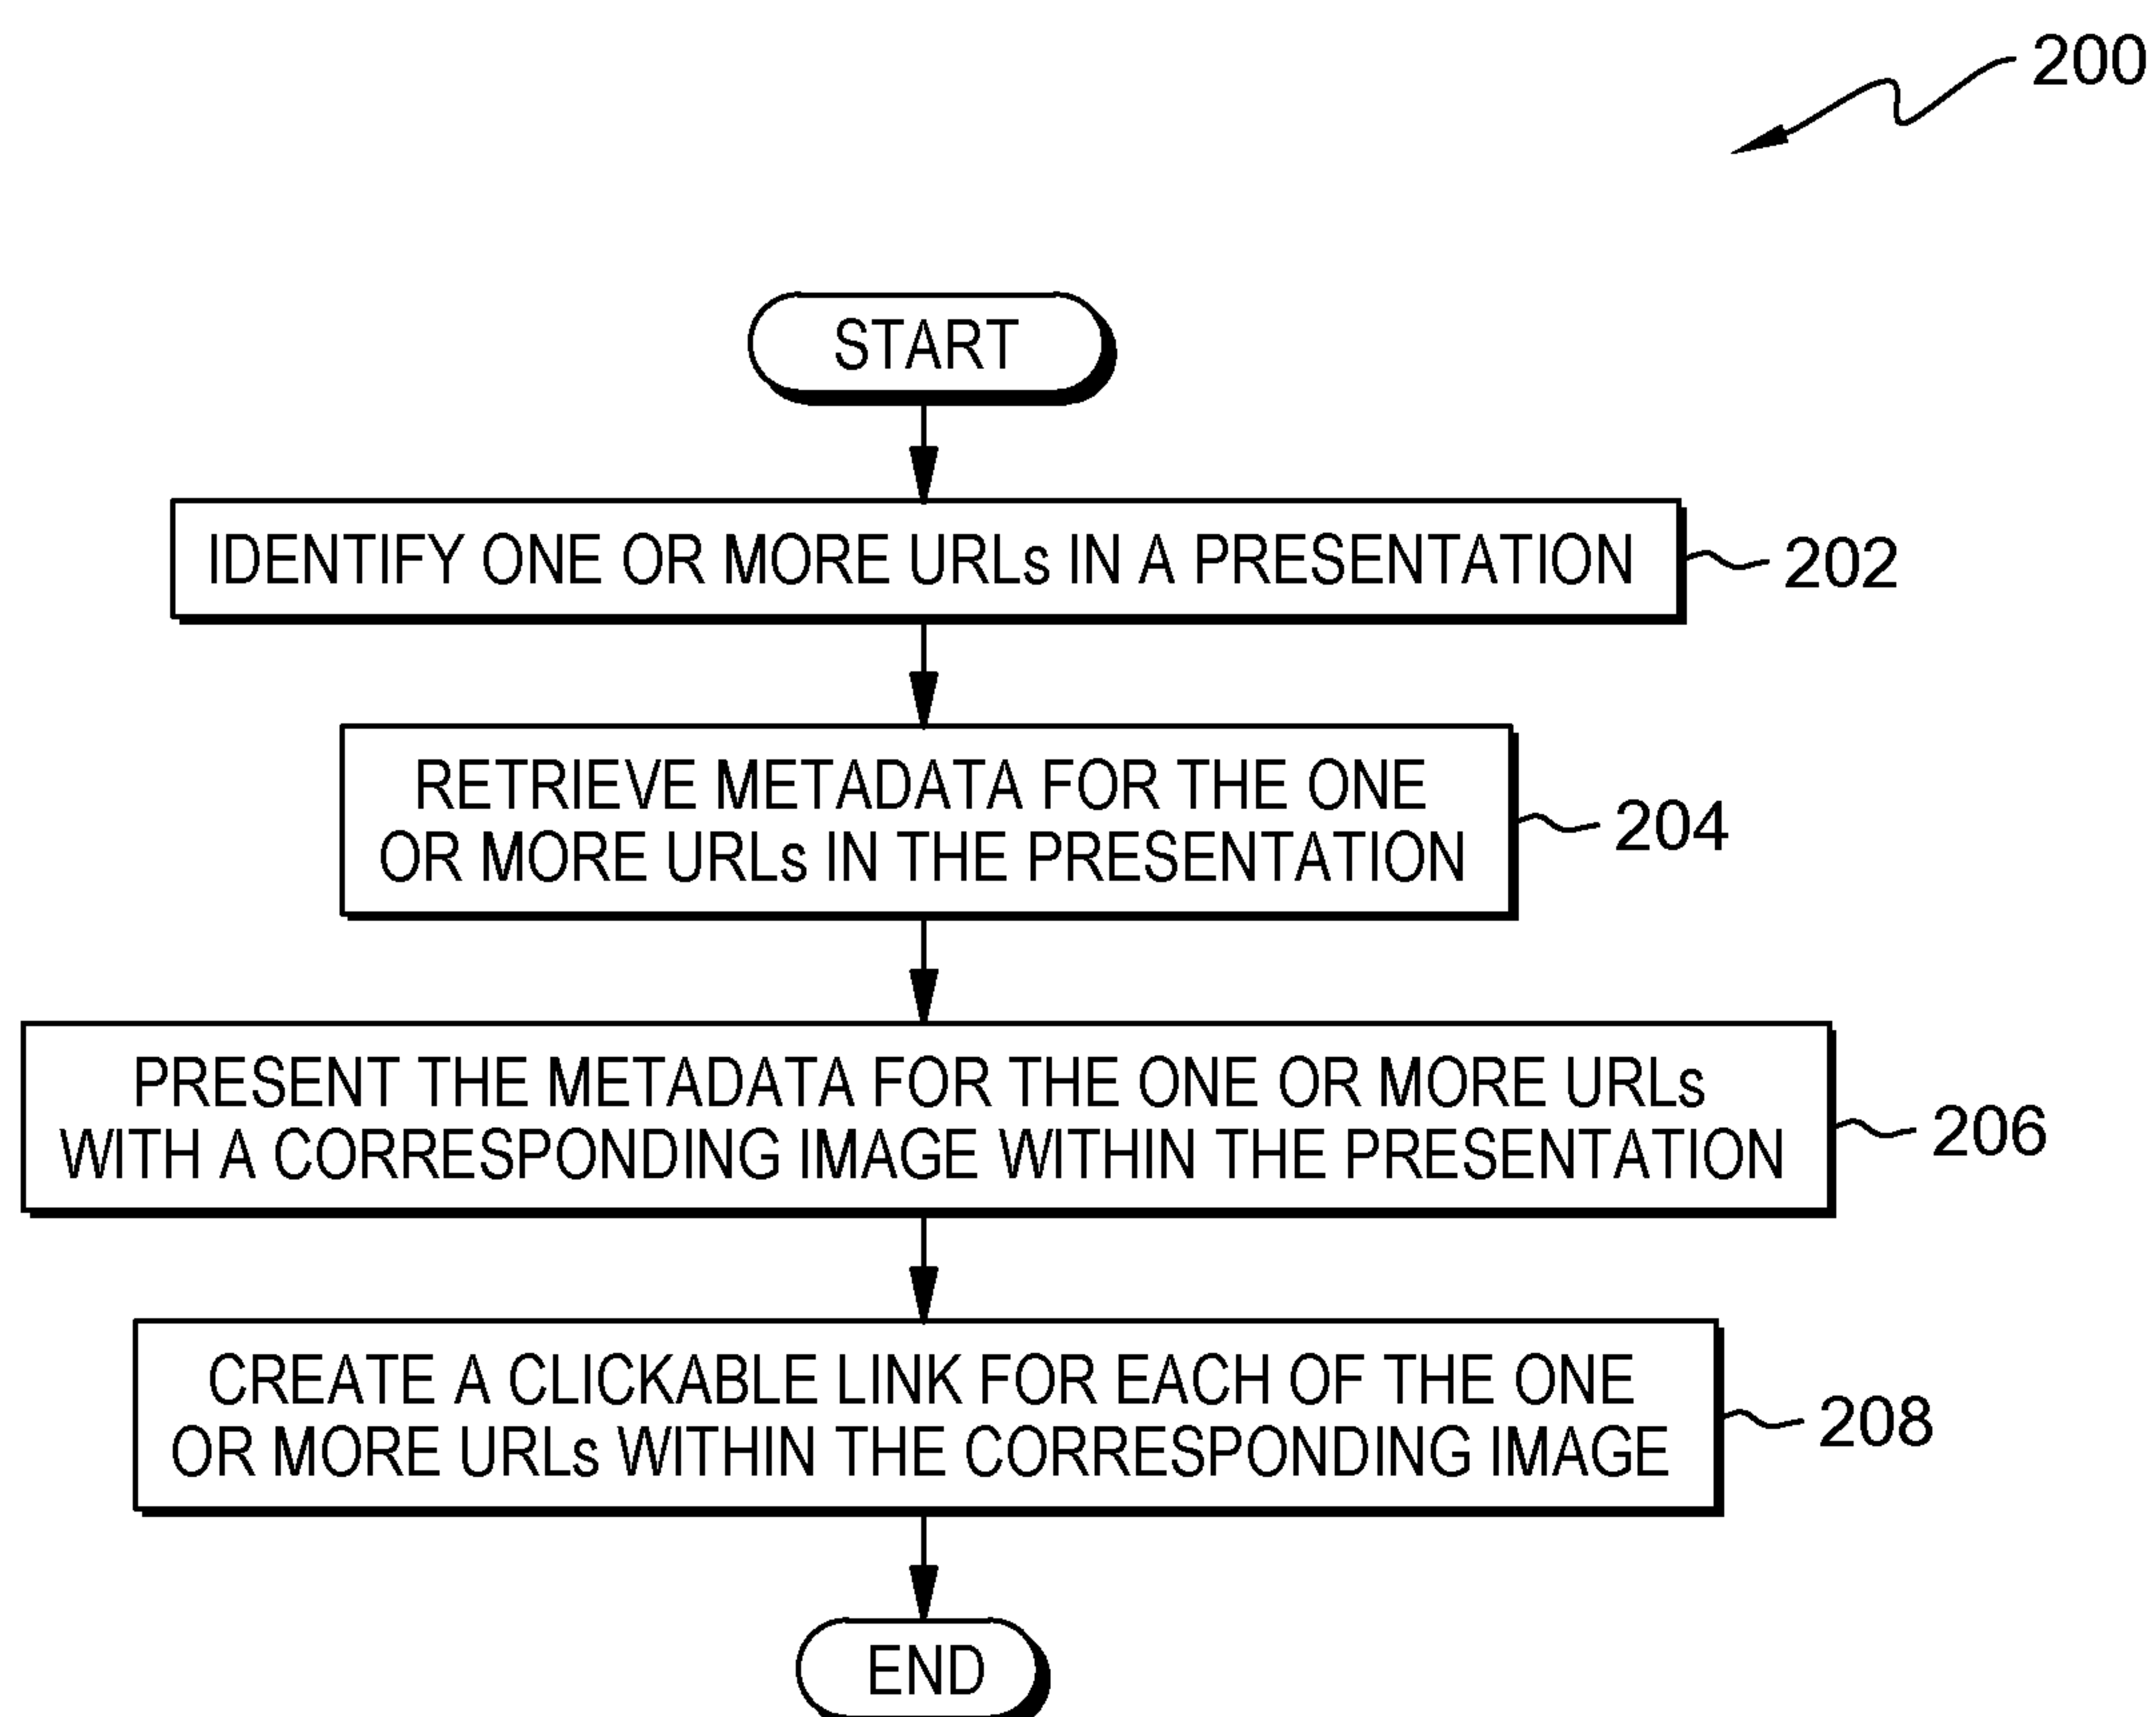 200
START
IDENTIFY ONE OR MORE URLs IN A PRESENTATION
202
RETRIEVE METADATA FOR THE ONE
OR MORE URLs IN THE PRESENTATION
204
PRESENT THE METADATA FOR THE ONE OR MORE URLs
WITH A CORRESPONDING IMAGE WITHIN THE PRESENTATION
206
CREATE A CLICKABLE LINK FOR EACH OF THE ONE
OR MORE URLs WITHIN THE CORRESPONDING IMAGE
208
END